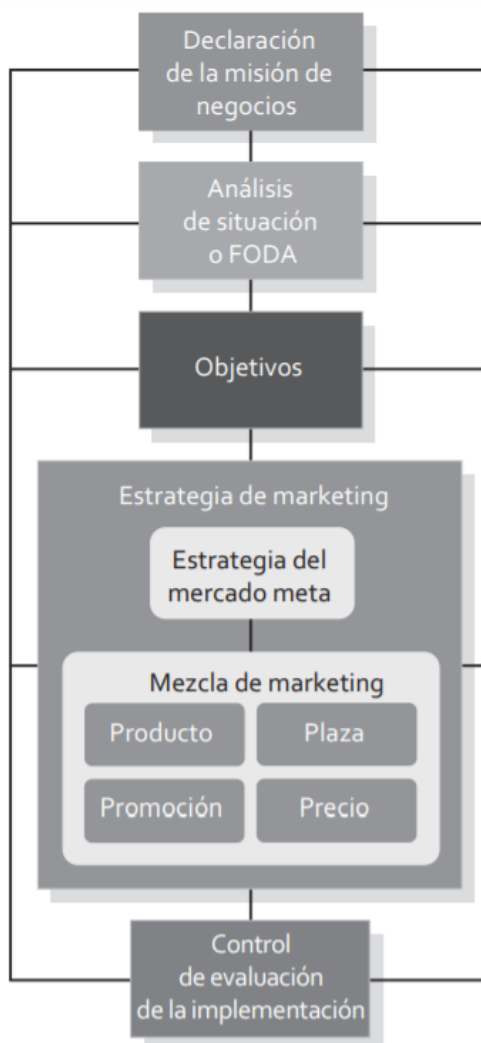 Declaración
de la misión de
negocios
Análisis
de situación
o FODA
Objetivos
Estrategia de marketing
Estrategia del
mercado meta
Mezcla de marketing
Producto
Plaza
Promoción
Precio
Control
de evaluación
de la implementación